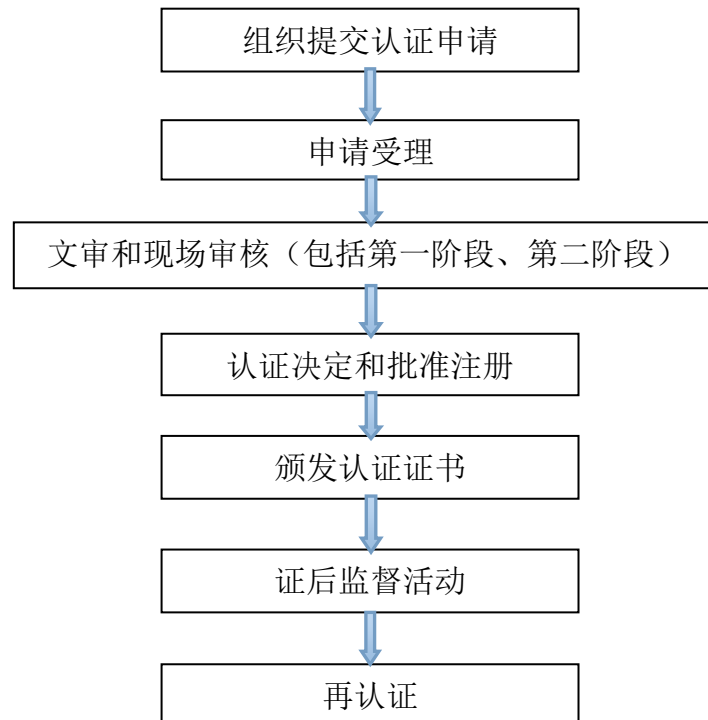 组织提交认证申请
申请受理
文审和现场审核（包括第一阶段、第二阶段）
认证决定和批准注册
颁发认证证书
证后监督活动
再认证